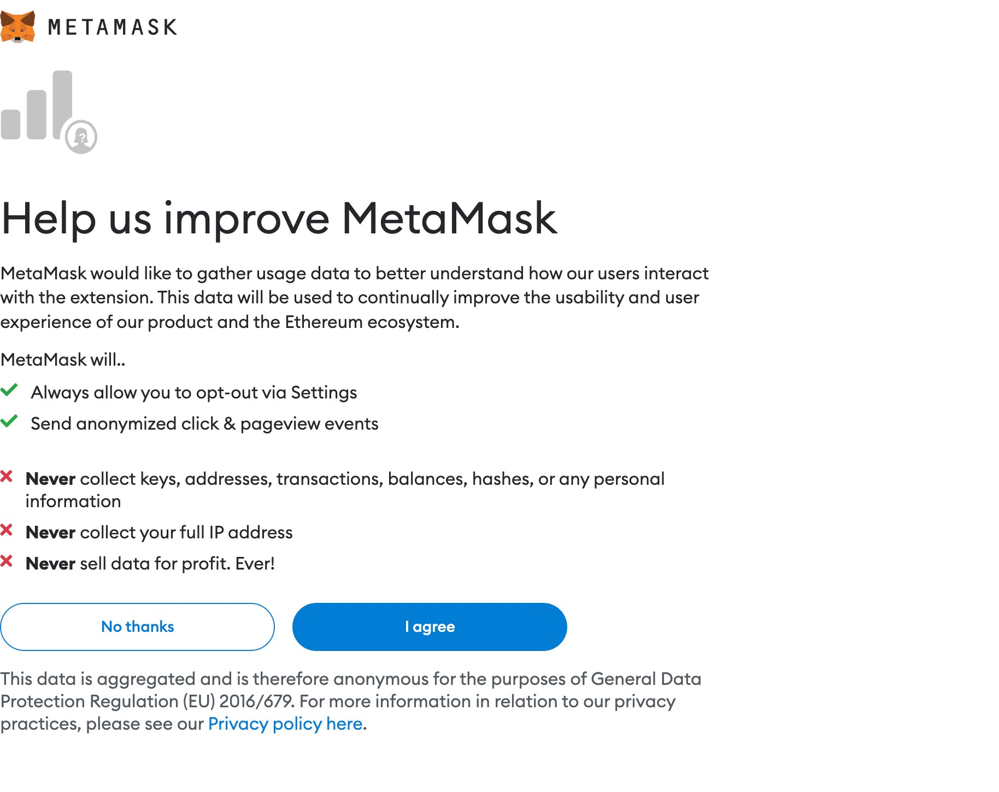 METAMASK
?
Help us improve MetaMask
MetaMask would like to gather usage data to better understand how our users interact
with the extension. This data will be used to continually improve the usability and user
experience of our product and the Ethereum ecosystem.
MetaMask will..
Always allow you to opt-out via Settings
Send anonymized click & pageview events
Never collect keys, addresses, transactions, balances, hashes, or any personal
information
Never collect your full IP address
Never sell data for profit. Ever!
No thanks
I agree
This data is aggregated and is therefore anonymous for the purposes of General Data
Protection Regulation (EU) 2016/679. For more information in relation to our privacy
practices, please see our Privacy policy here.